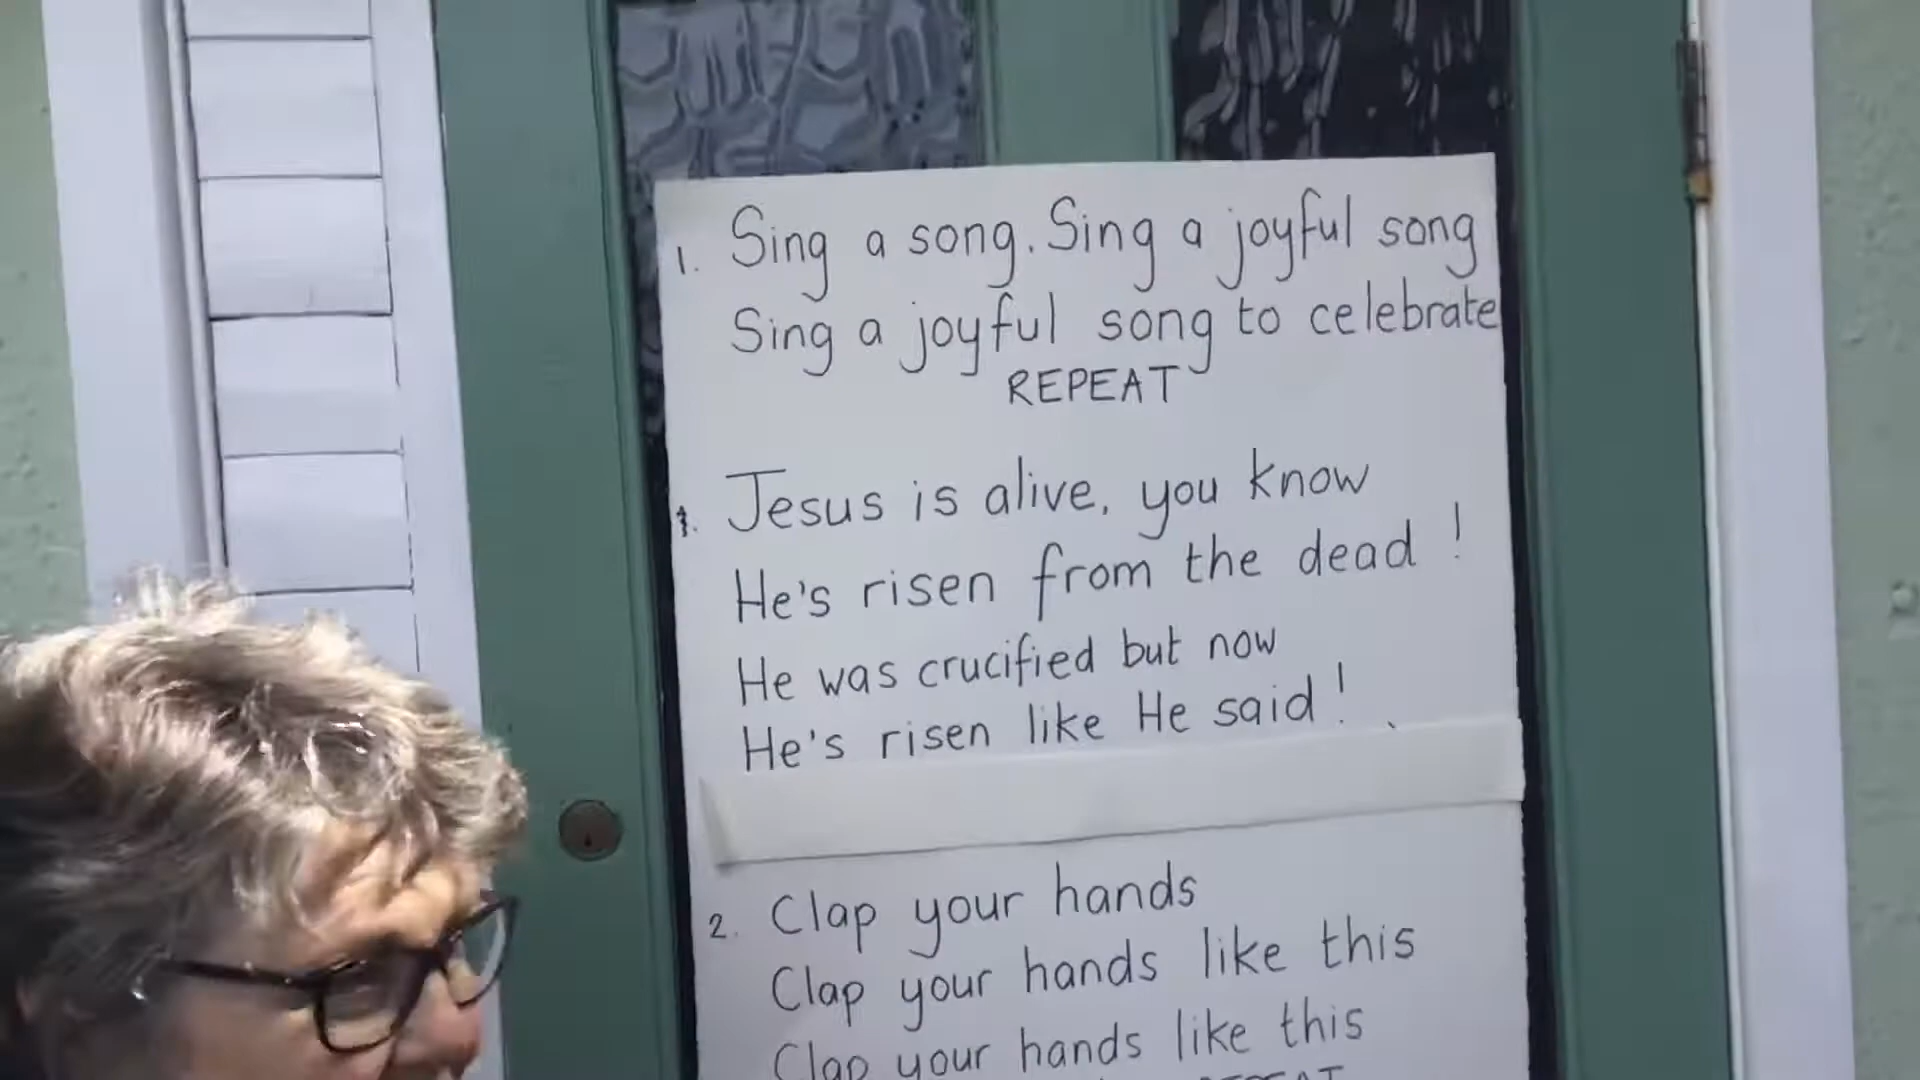 1. Sing a song. Sing a joyful song
Sing a joyful song to celebrate
REPEAT
Jesus is alive, you know
He's risen from the dead!
He was crucified but now
He's risen like He said!
2. Clap your hands
Clap your hands like this
Clap your hands like this